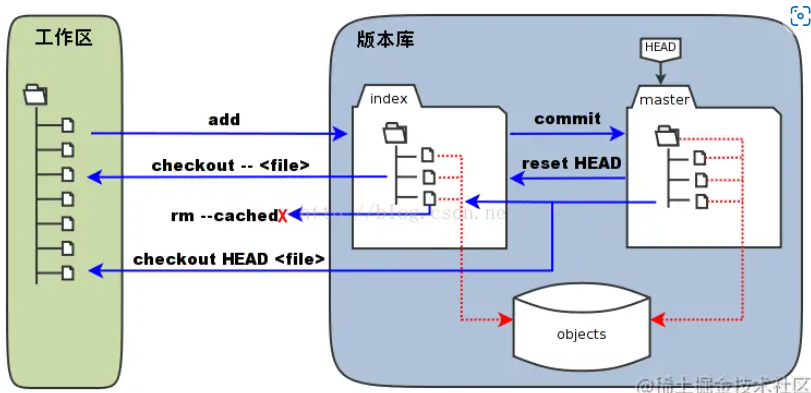 工作区
版本库
HEAD
index
master
add
commit
checkout -- <file>
reset HEAD
rm --cached
X
http://blog.csdn.ne
checkout HEAD <file>
objects
@稀土掘金技术社区